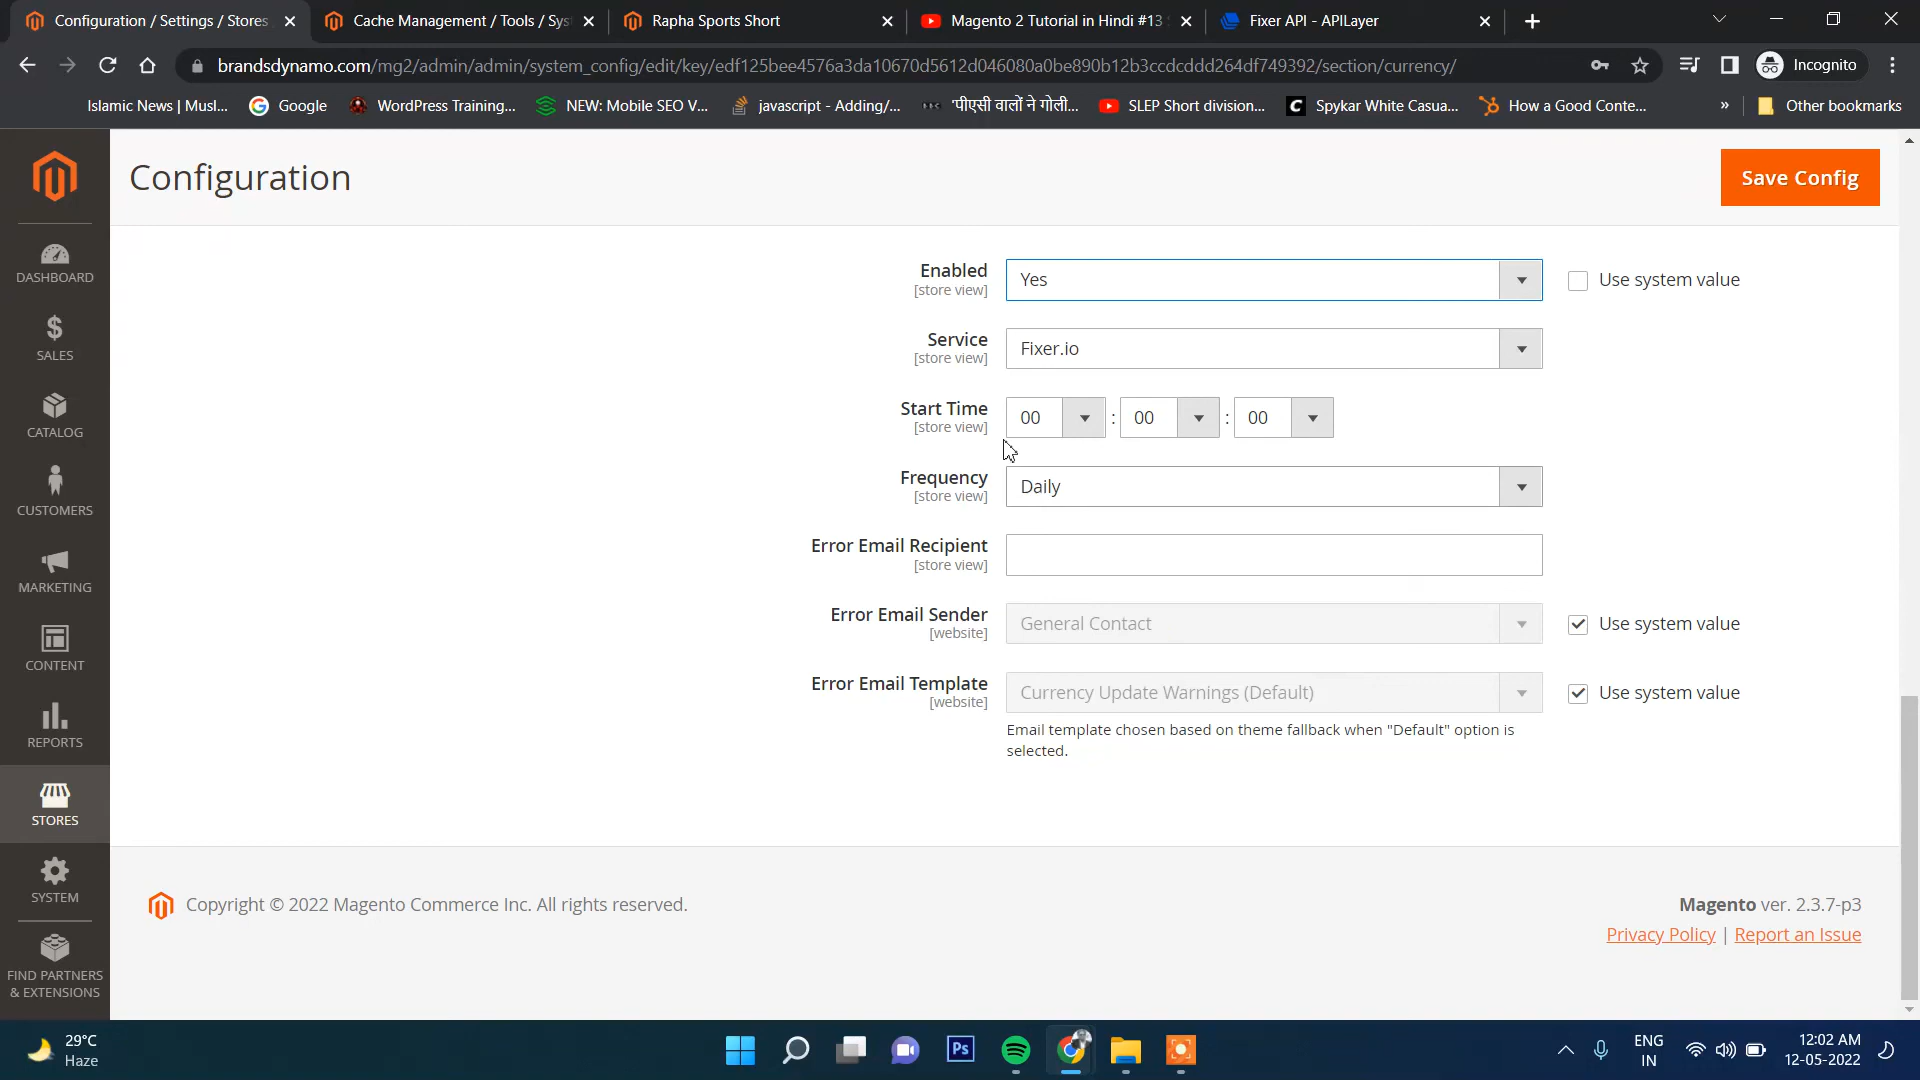 Configuration / Settings / Stores
Cache Management / Tools / Sys
Rapha Sports Short
Magento 2 Tutorial in Hindi #13
Fixer API - APILayer
brandsdynamo.com/mg2/admin/admin/system_config/edit/key/edf125bee4576a3da10670d5612d046080a0be890b12b3ccdcddd264df749392/section/currency/
Incognito
Islamic News | Musl...
Google
WordPress Training...
NEW: Mobile SEO V...
javascript - Adding/...
'पीएसी वालों ने गोली...
SLEP Short division...
Spykar White Casua...
How a Good Conte...
»
Other bookmarks
Configuration
Save Config
DASHBOARD
SALES
CATALOG
CUSTOMERS
MARKETING
CONTENT
REPORTS
STORES
SYSTEM
FIND PARTNERS
& EXTENSIONS
Enabled
[store view]
Yes
Use system value
Service
[store view]
Fixer.io
Start Time
[store view]
00 : 00 : 00
Frequency
[store view]
Daily
Error Email Recipient
[store view]
Error Email Sender
[website]
General Contact
Use system value
Error Email Template
[website]
Currency Update Warnings (Default)
Use system value
Email template chosen based on theme fallback when "Default" option is
selected.
Copyright © 2022 Magento Commerce Inc. All rights reserved.
Magento ver. 2.3.7-p3
Privacy Policy | Report an Issue
29°C
Haze
Ps
ENG
IN
12:02 AM
12-05-2022